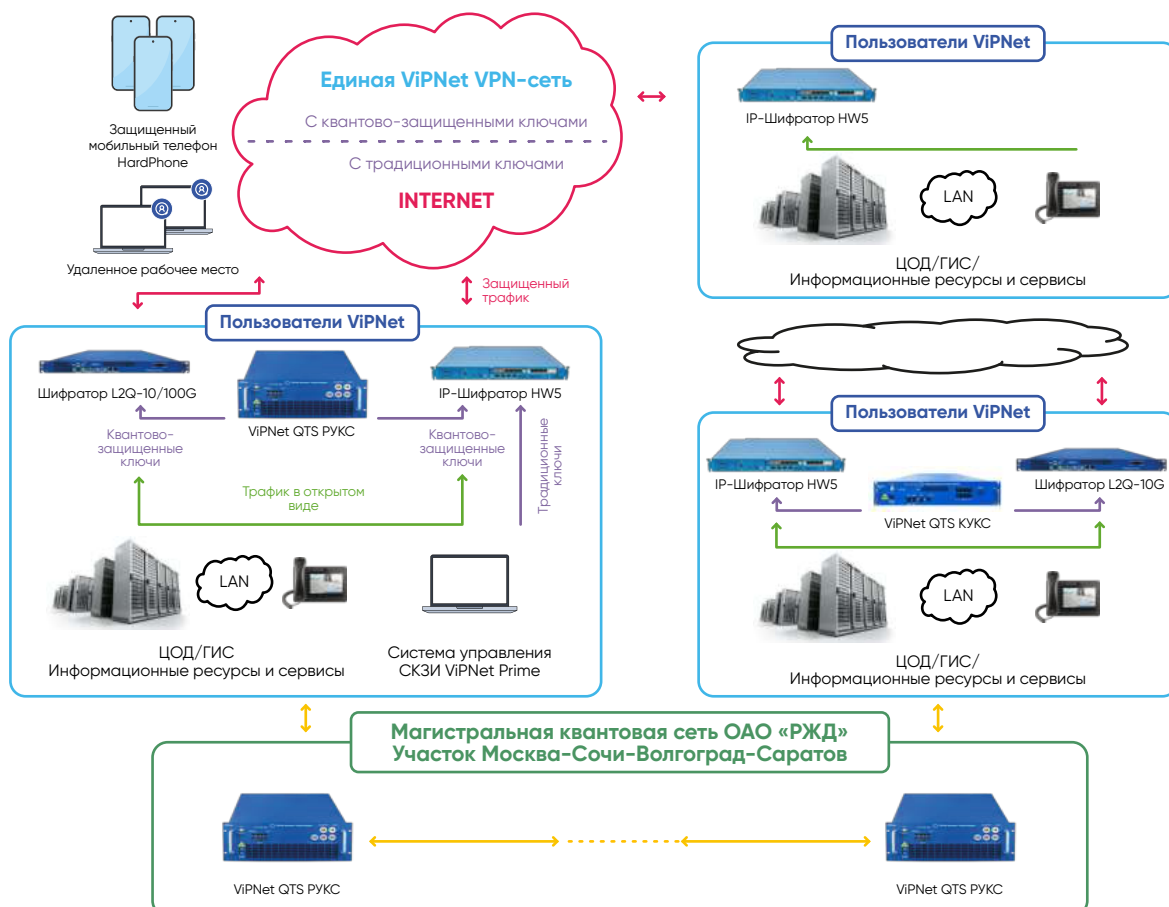 Защищенный
мобильный телефон
HardPhone
Удаленное рабочее место
Единая ViPNet VPN-сеть
С квантово-защищенными ключами
С традиционными ключами
INTERNET
Защищенный
трафик
Пользователи ViPNet
IP-Шифратор HW5
LAN
ЦОД/ГИС/
Информационные ресурсы и сервисы
Пользователи ViPNet
Шифратор L2Q-10/100G
ViPNet QTS РУКС
IP-Шифратор HW5
Квантово-
защищенные
ключи
Квантово-
защищенные
ключи
Традиционные
ключи
Трафик в открытом
виде
LAN
ЦОД/ГИС
Информационные ресурсы и сервисы
Система управления
СКЗИ ViPNet Prime
Пользователи ViPNet
IP-Шифратор HW5
ViPNet QTS КУКС
Шифратор L2Q-10G
LAN
ЦОД/ГИС/
Информационные ресурсы и сервисы
Магистральная квантовая сеть ОАО «РЖД»
Участок Москва-Сочи-Волгоград-Саратов
ViPNet QTS РУКС
ViPNet QTS РУКС